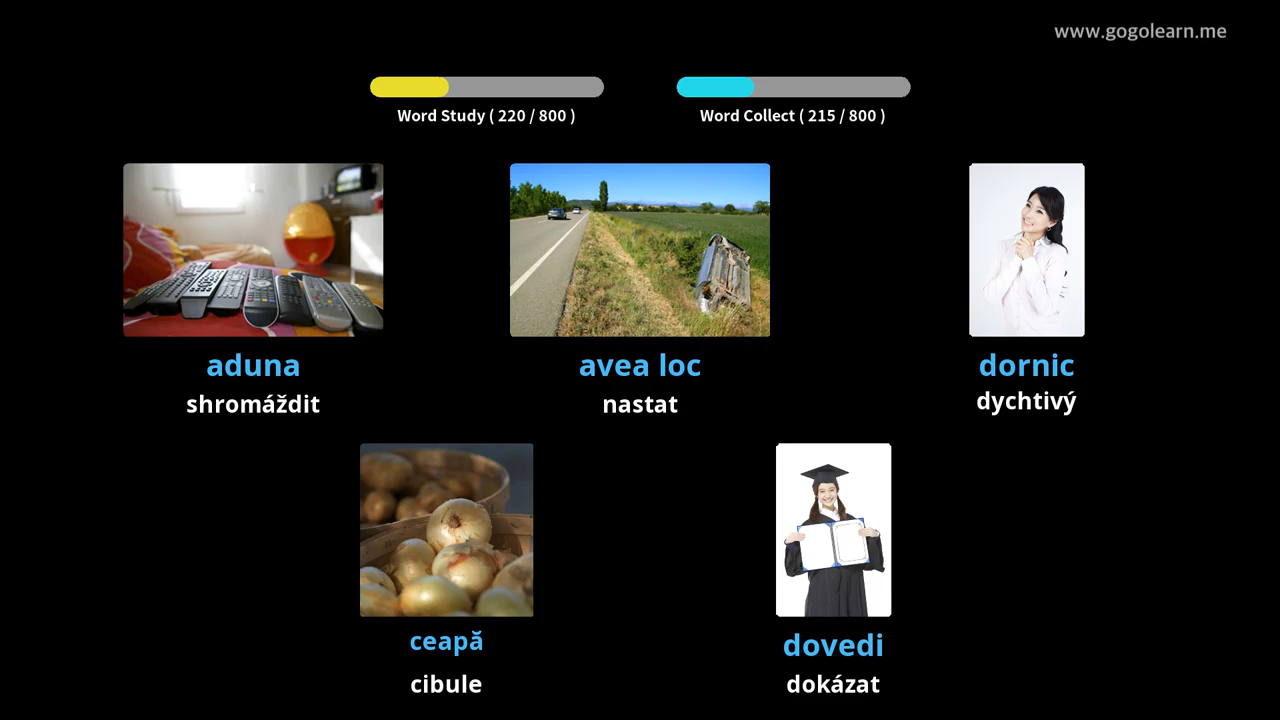 www.gogolearn.me
Word Study ( 220 / 800 )
Word Collect ( 215 / 800 )
aduna
shromáždit
avea loc
nastat
dornic
dychtivý
ceapă
cibule
dovedi
dokázat